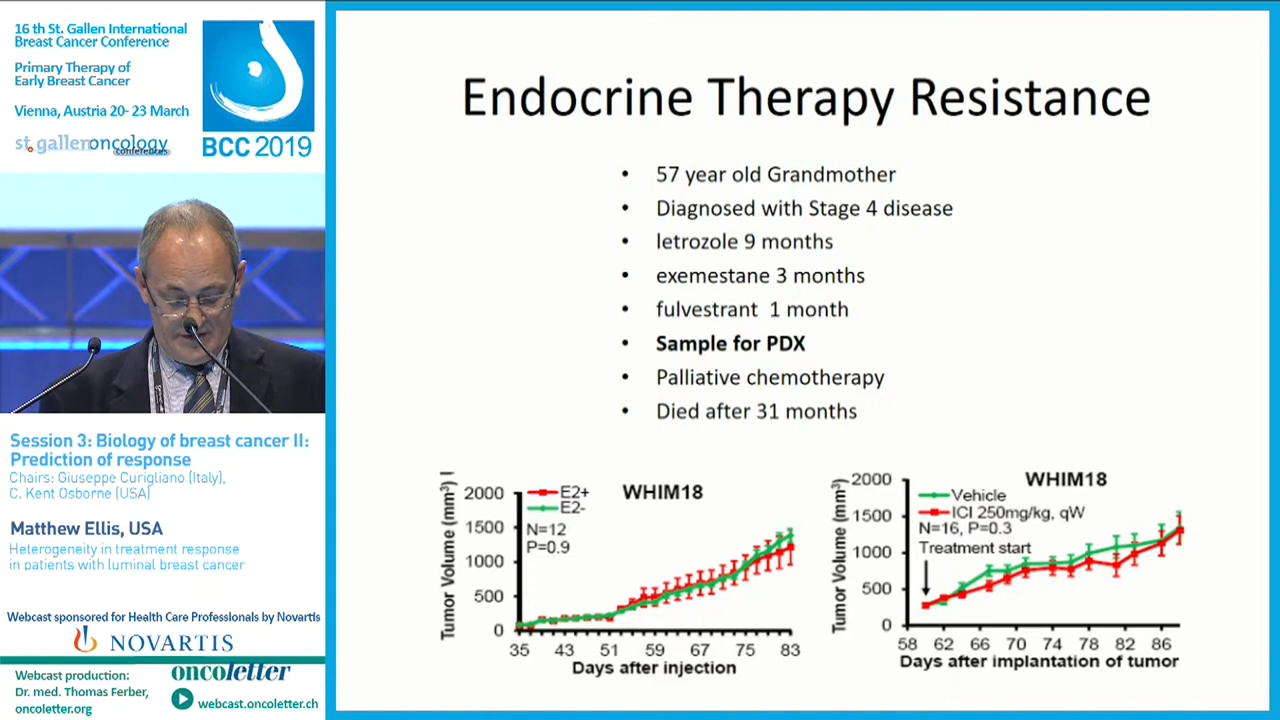 16 th St. Gallen International
Breast Cancer Conference
Primary Therapy of
Early Breast Cancer
Vienna, Austria 20- 23 March
st.gallenoncology
conferences
BCC 2019
Session 3: Biology of breast cancer II:
Prediction of response
Chairs: Giuseppe Curigliano (Italy),
C. Kent Osborne (USA)
Matthew Ellis, USA
Heterogeneity in treatment response
in patients with luminal breast cancer
Webcast sponsored for Health Care Professionals by Novartis
NOVARTIS
Webcast production:
Dr. med. Thomas Ferber,
oncoletter.org
oncoletter
webcast.oncoletter.ch
Endocrine Therapy Resistance
• 57 year old Grandmother
• Diagnosed with Stage 4 disease
• letrozole 9 months
• exemestane 3 months
• fulvestrant 1 month
• Sample for PDX
• Palliative chemotherapy
• Died after 31 months
WHIM18
E2+
E2-
N=12
P=0.9
Tumor Volume (mm³)
2000
1500
1000
500
0
35 43 51 59 67 75 83
Days after injection
WHIM18
Vehicle
ICI 250mg/kg, qW
N=16, P=0.3
Treatment start
Tumor Volume (mm³)
2000
1500
1000
500
0
58 62 66 70 74 78 82 86
Days after implantation of tumor